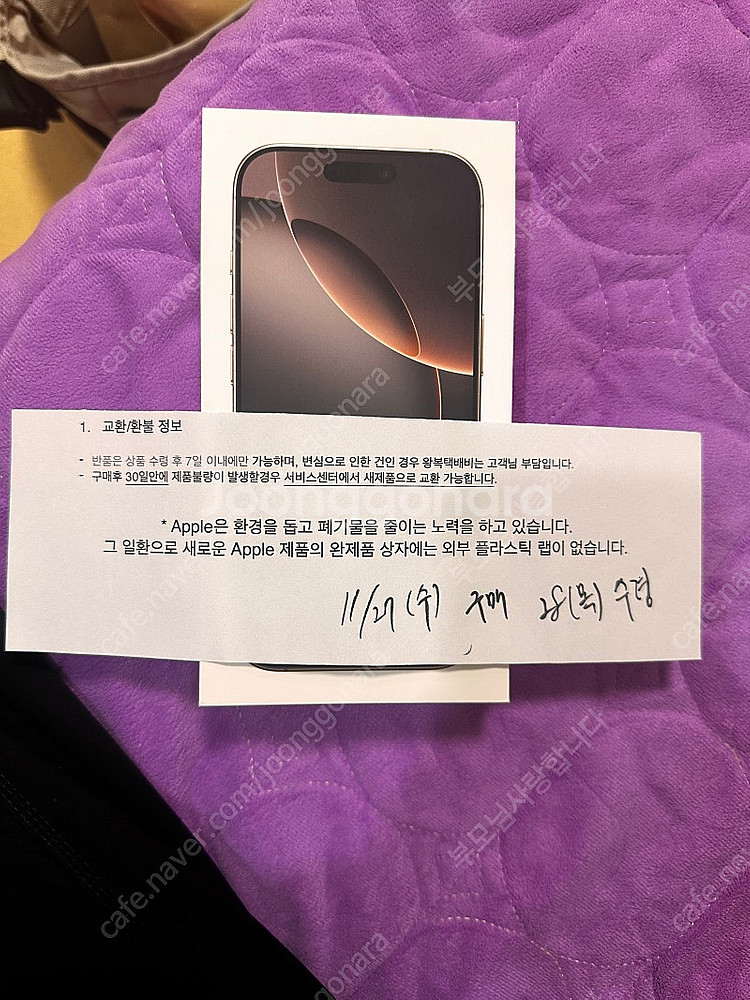 1. 교환/환불 정보
- 반품은 상품 수령 후 7일 이내에만 가능하며, 변심으로 인한 건인 경우 왕복택배비는 고객님 부담입니다.
- 구매후 30일안에 제품불량이 발생할경우 서비스센터에서 새제품으로 교환 가능합니다.
* Apple은 환경을 돕고 폐기물을 줄이는 노력을 하고 있습니다.
그 일환으로 새로운 Apple 제품의 완제품 상자에는 외부 플라스틱 랩이 없습니다.
11/27 (수) 구매 28(목) 수령
Joonggonara
cafe.naver.com/joonggonara
부모님사랑합니다